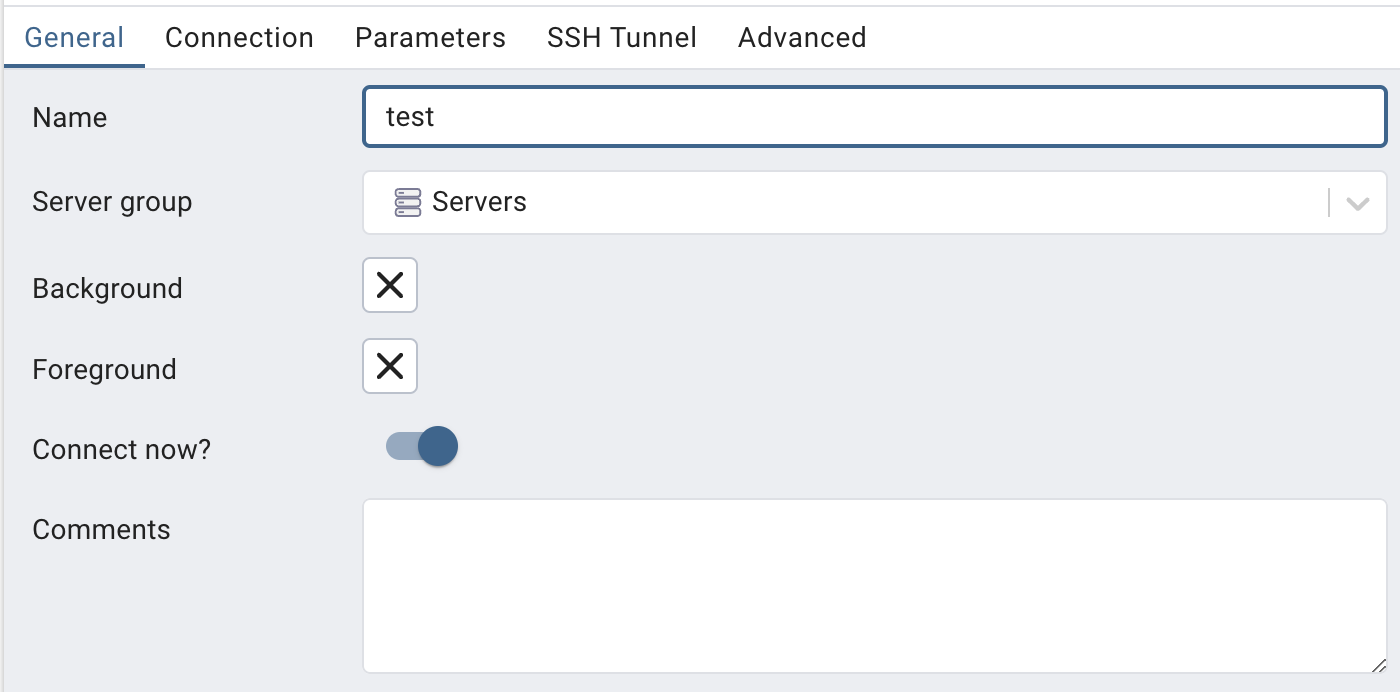 General Connection Parameters SSH Tunnel Advanced
Name test
Server group Servers
Background
Foreground
Connect now?
Comments